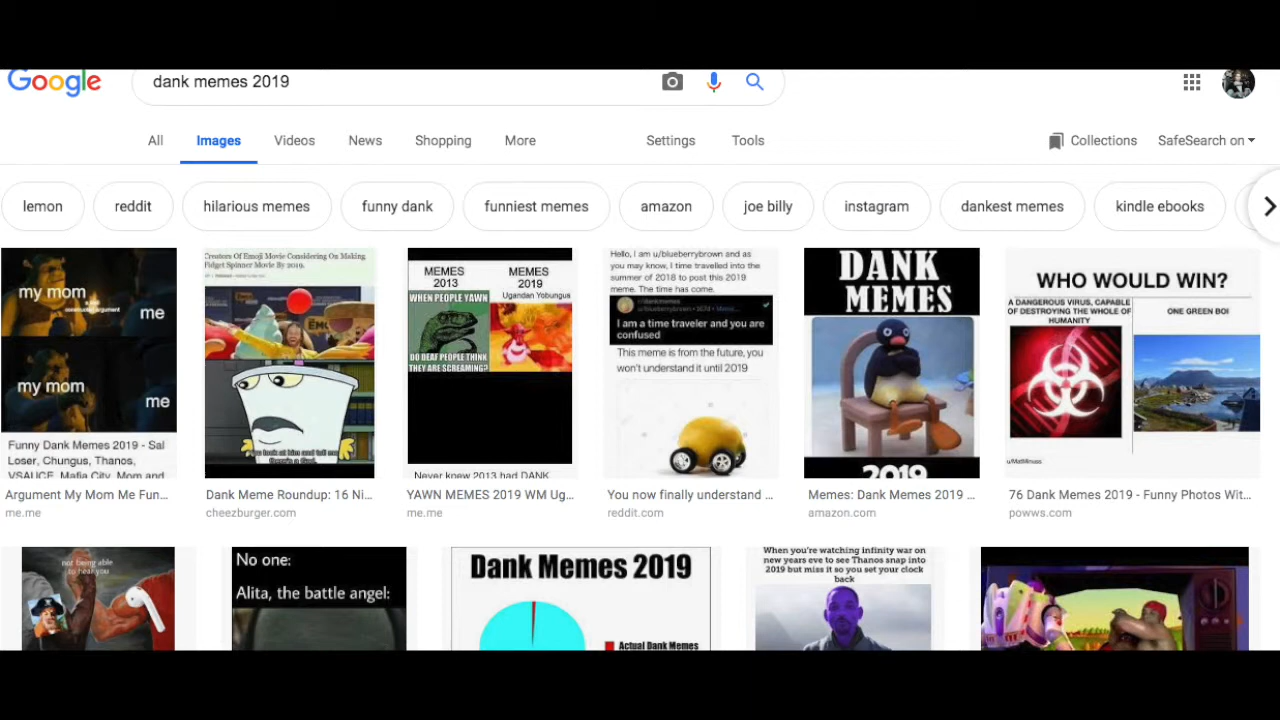 Google
dank memes 2019
All
Images
Videos
News
Shopping
More
Settings
Tools
Collections
SafeSearch on
lemon
reddit
hilarious memes
funny dank
funniest memes
amazon
joe billy
instagram
dankest memes
kindle ebooks
my mom
me
my mom
me
Funny Dank Memes 2019 - Sal
Loser, Chungus, Thanos,
VSAUCE, Mafia City, Mom and
Argument My Mom Me Fun...
me.me
Creators Of Emoji Movie Considering On Making
Fidget Spinner Movie By 2019.
Dank Meme Roundup: 16 Ni...
cheezburger.com
MEMES
2013
MEMES
2019
Ugandan Yobungus
WHEN PEOPLE YAWN
DO DEAF PEOPLE THINK
THEY ARE SCREAMING?
Never knew 2013 had DANK
YAWN MEMES 2019 WM Ug...
me.me
Hello, I am u/blueberrybrown and as
you may know, I time travelled into the
summer of 2018 to post this 2019
meme. The time has come.
I am a time traveler and you are
confused
This meme is from the future, you
won't understand it until 2019
You now finally understand ...
reddit.com
DANK
MEMES
2019
Memes: Dank Memes 2019 ...
amazon.com
WHO WOULD WIN?
A DANGEROUS VIRUS, CAPABLE
OF DESTROYING THE WHOLE OF
HUMANITY
ONE GREEN BOI
76 Dank Memes 2019 - Funny Photos Wit...
powws.com
not being able
to hear you
No one:
Alita, the battle angel:
Dank Memes 2019
Actual Dank Memes
When you're watching infinity war on
new years eve to see Thanos snap into
2019 but miss it so you set your clock
back